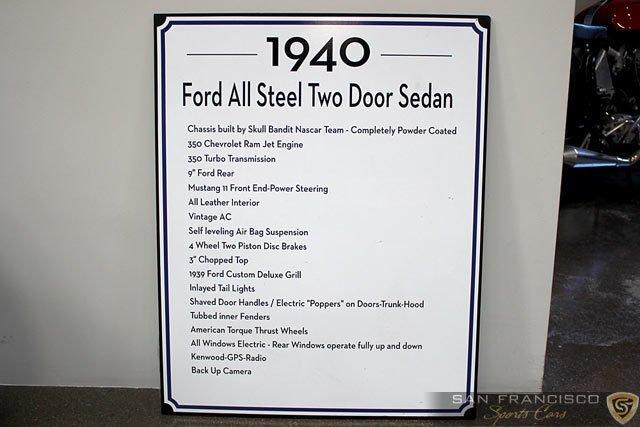 1940
Ford All Steel Two Door Sedan
Chassis built by Skull Bandit Nascar Team - Completely Powder Coated
350 Chevrolet Ram Jet Engine
350 Turbo Transmission
9" Ford Rear
Mustang 11 Front End-Power Steering
All Leather Interior
Vintage AC
Self leveling Air Bag Suspension
4 Wheel Two Piston Disc Brakes
3" Chopped Top
1939 Ford Custom Deluxe Grill
Inlayed Tail Lights
Shaved Door Handles / Electric "Poppers" on Doors-Trunk-Hood
Tubbed inner Fenders
American Torque Thrust Wheels
All Windows Electric - Rear Windows operate fully up and down
Kenwood-GPS-Radio
Back Up Camera
SAN FRANCISCO
Sports Cars